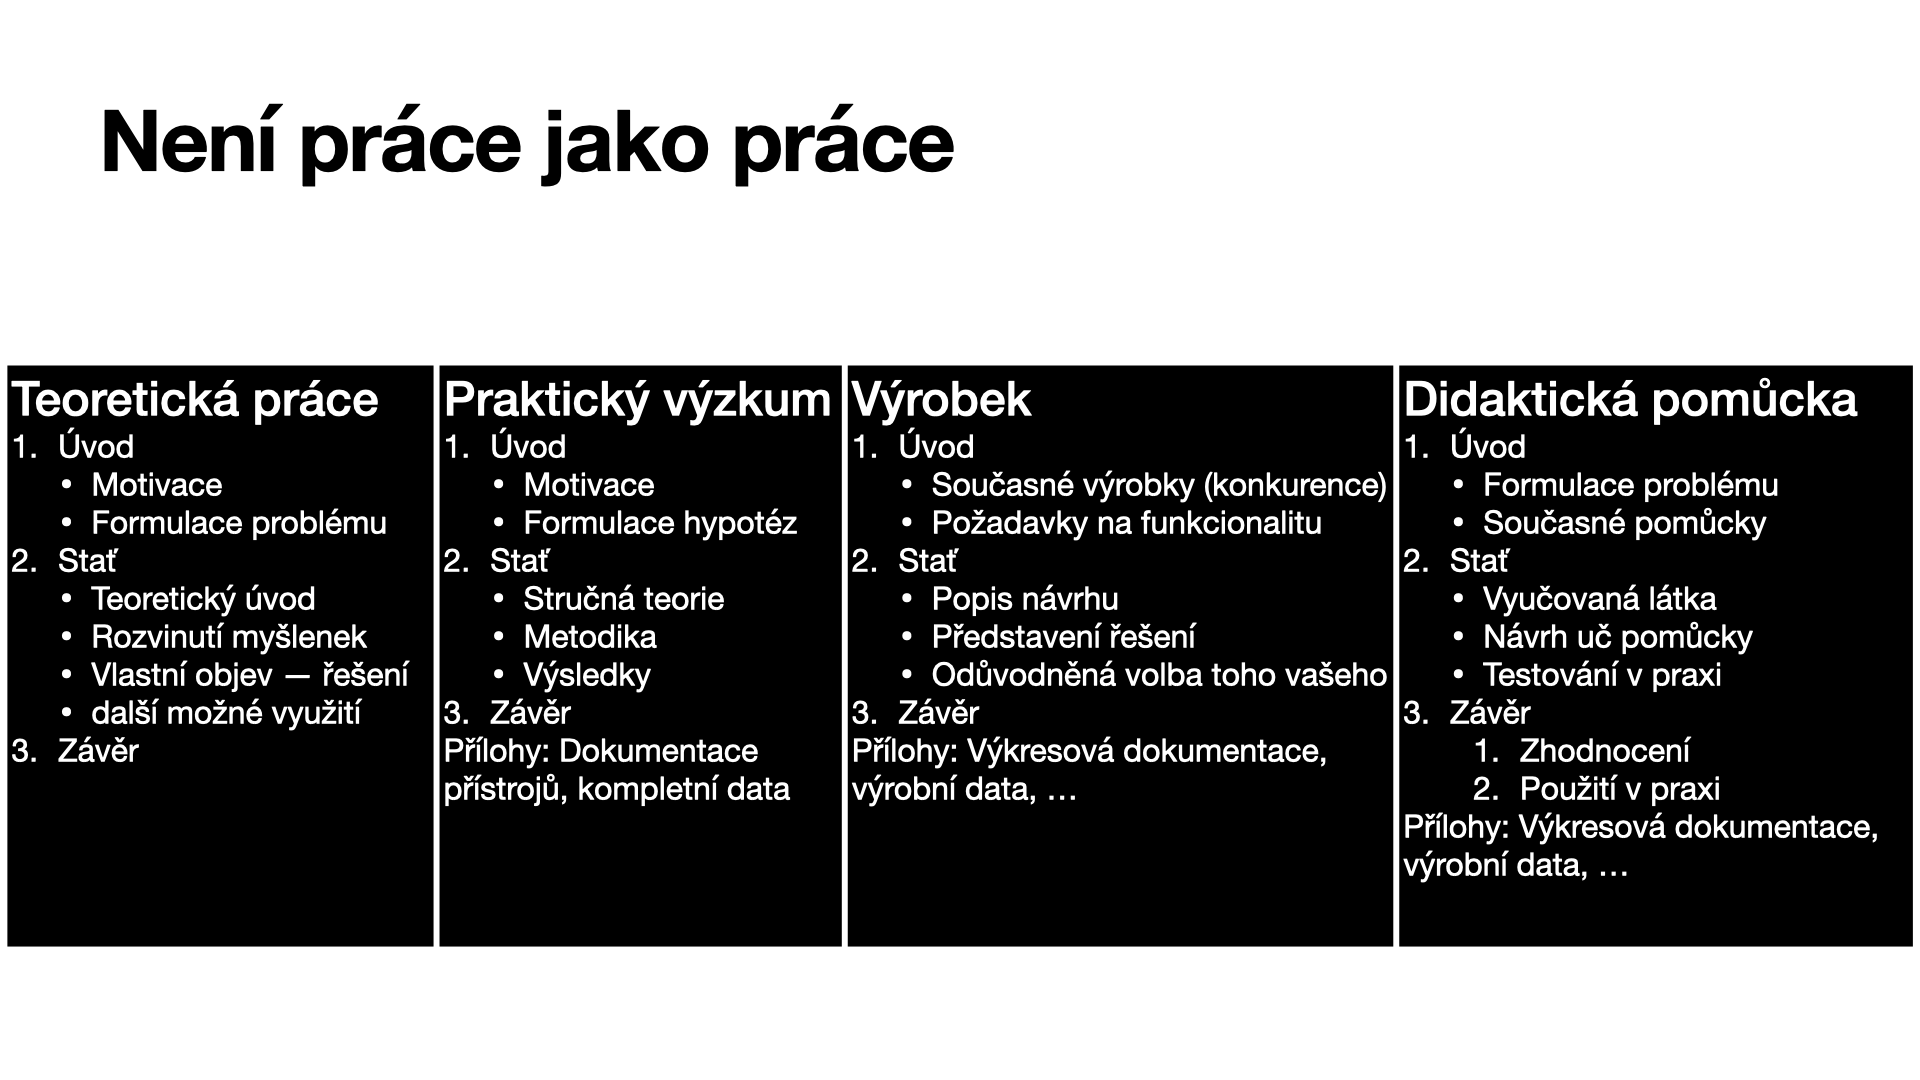 Není práce jako práce
Teoretická práce
1. Úvod
• Motivace
• Formulace problému
2. Stať
• Teoretický úvod
• Rozvinutí myšlenek
• Vlastní objev — řešení
• další možné využití
3. Závěr
Praktický výzkum
1. Úvod
• Motivace
• Formulace hypotéz
2. Stať
• Stručná teorie
• Metodika
• Výsledky
3. Závěr
Přílohy: Dokumentace
přístrojů, kompletní data
Výrobek
1. Úvod
• Současné výrobky (konkurence)
• Požadavky na funkcionalitu
2. Stať
• Popis návrhu
• Představení řešení
• Odůvodněná volba toho vašeho
3. Závěr
Přílohy: Výkresová dokumentace,
výrobní data, …
Didaktická pomůcka
1. Úvod
• Formulace problému
• Současné pomůcky
2. Stať
• Vyučovaná látka
• Návrh uč pomůcky
• Testování v praxi
3. Závěr
1. Zhodnocení
2. Použití v praxi
Přílohy: Výkresová dokumentace,
výrobní data, …